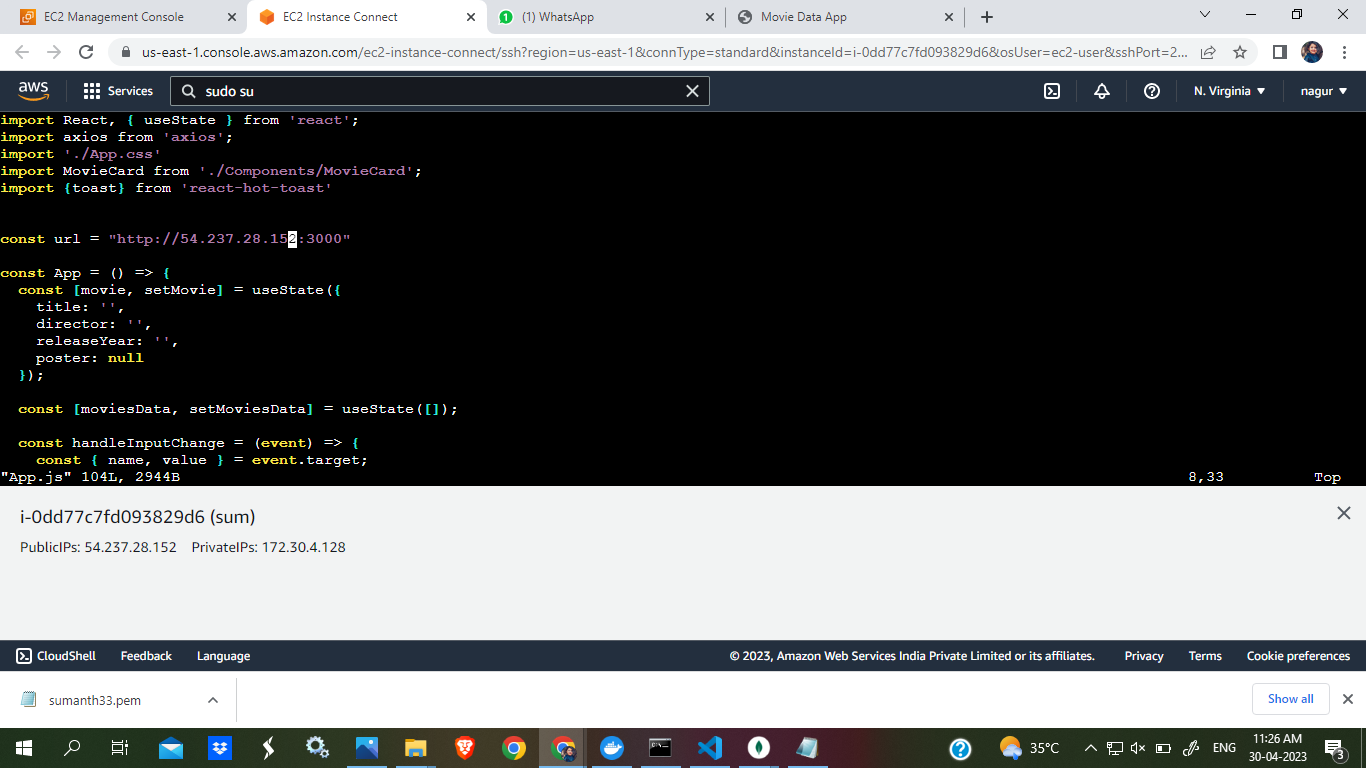 EC2 Management Console
EC2 Instance Connect
(1) WhatsApp
Movie Data App
us-east-1.console.aws.amazon.com/ec2-instance-connect/ssh?region=us-east-1&connType=standard&instanceId=i-0dd77c7fd093829d6&osUser=ec2-user&sshPort=2...
aws
Services
sudo su
N. Virginia
nagur
import React, { useState } from 'react';
import axios from 'axios';
import './App.css'
import MovieCard from './Components/MovieCard';
import {toast} from 'react-hot-toast'
const url = "http://54.237.28.152:3000"
const App = () => {
  const [movie, setMovie] = useState({
    title: '',
    director: '',
    releaseYear: '',
    poster: null
  });
  const [moviesData, setMoviesData] = useState([]);
  const handleInputChange = (event) => {
    const { name, value } = event.target;
"App.js" 104L, 2944B 8,33 Top
i-0dd77c7fd093829d6 (sum)
PublicIPs: 54.237.28.152 PrivateIPs: 172.30.4.128
CloudShell Feedback Language © 2023, Amazon Web Services India Private Limited or its affiliates. Privacy Terms Cookie preferences
sumanth33.pem
Show all
35°C
ENG
11:26 AM
30-04-2023
3